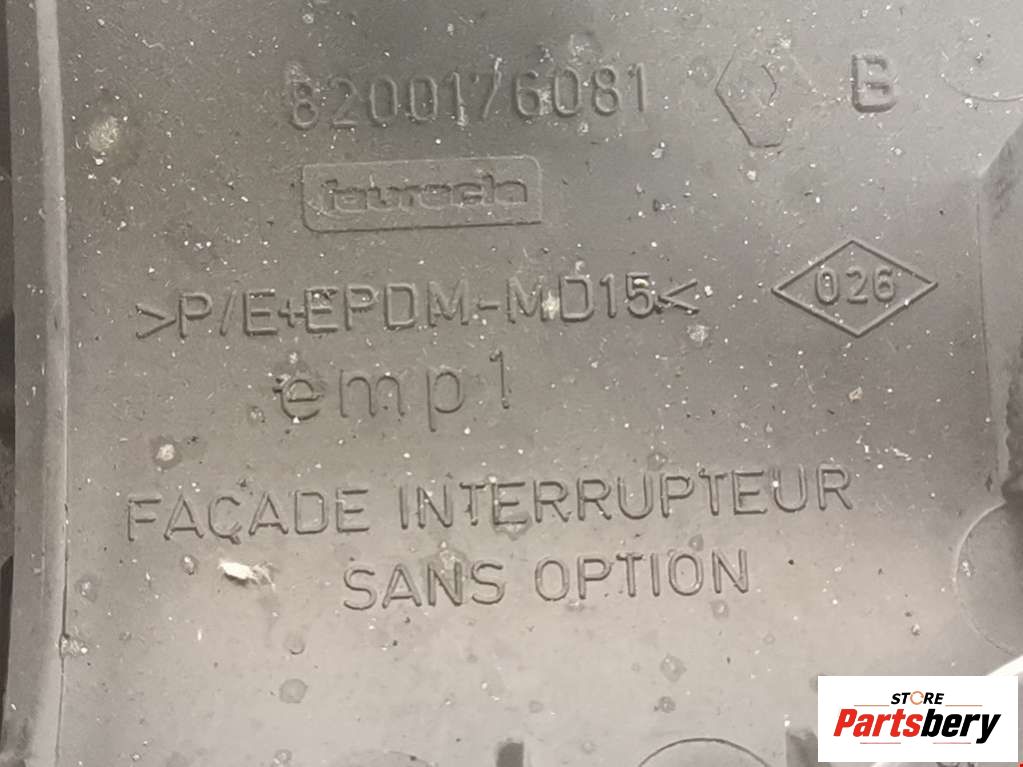 8200176081 B
faurecia
>P/E+EPDM-MD15< 026
emp1
FAÇADE INTERRUPTEUR
SANS OPTION
STORE
Partsbery